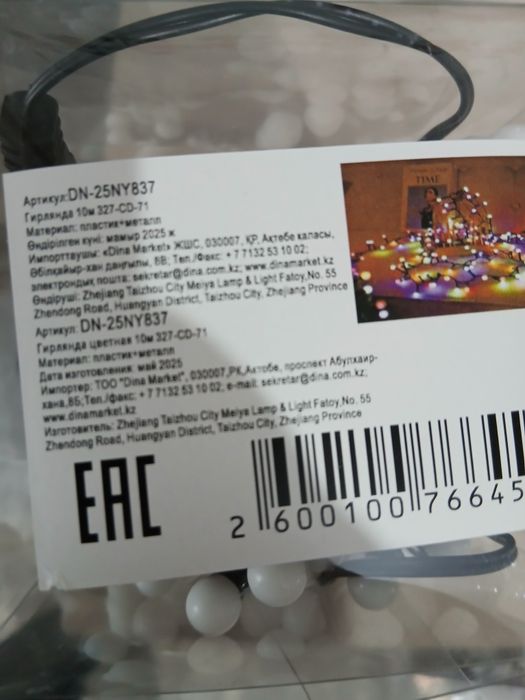 Артикул:DN-25NY837
Гирлянда 10м 327-CD-71
Материал: пластик+металл
Өндірілген күні: мамыр 2025 ж
Импорттаушы: «Dina Market» ЖШС, 030007, ҚР, Ақтөбе қаласы,
Әбілқайыр-хан даңғылы, 8В; Тел./Факс: + 7 7132 53 10 02;
электрондық пошта: sekretar@dina.com.kz; www.dinamarket.kz
Өндіруші: Zhejiang Taizhou City Meiya Lamp & Light Fatoy,No. 55
Zhendong Road, Huangyan District, Taizhou City, Zhejiang Province
Артикул: DN-25NY837
Гирлянда цветная 10м 327-CD-71
Материал: пластик+металл
Дата изготовления: май 2025
Импортер: ТОО "Dina Market", 030007,РК,Актобе, проспект Абулхаир-
хана,85;Тел./факс: + 7 7132 53 10 02; e-mail: sekretar@dina.com.kz;
www.dinamarket.kz
Изготовитель: Zhejiang Taizhou City Meiya Lamp & Light Fatoy,No. 55
Zhendong Road, Huangyan District, Taizhou City, Zhejiang Province
TIME
EAC
2 600100 76645